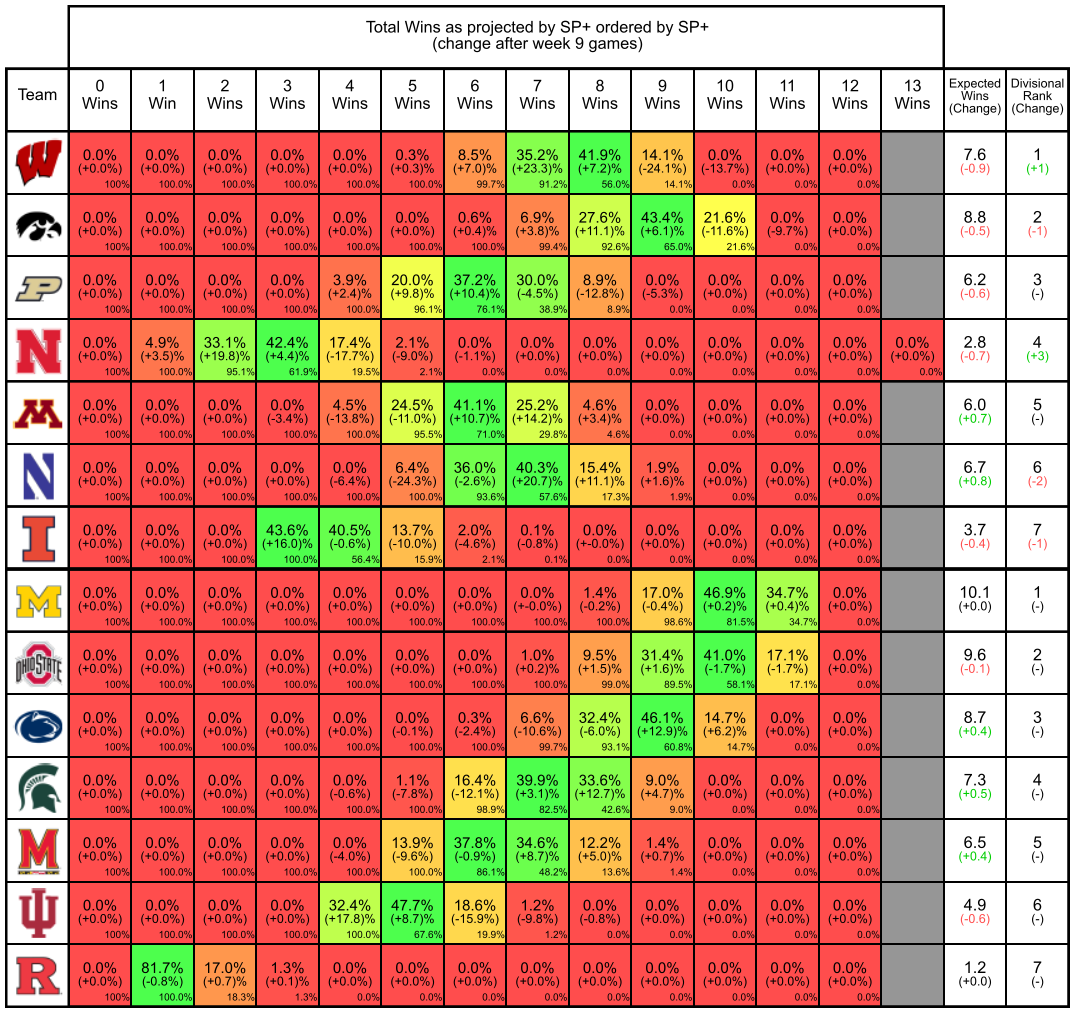 Total Wins as projected by SP+ ordered by SP+
(change after week 9 games)
Team 0 Wins 1 Win 2 Wins 3 Wins 4 Wins 5 Wins 6 Wins 7 Wins 8 Wins 9 Wins 10 Wins 11 Wins 12 Wins 13 Wins Expected Wins (Change) Divisional Rank (Change)
W 0.0% 0.0% 0.0% 0.0% 0.0% 0.3% 8.5% 35.2% 41.9% 14.1% 0.0% 0.0% 0.0% 7.6 1
(+0.0%) (+0.0%) (+0.0%) (+0.0%) (+0.0%) (+0.3%) (+7.0)% (+23.3)% (+7.2)% (-24.1)% (-13.7%) (+0.0%) (+0.0%) (-0.9) (+1)
100% 100.0% 100.0% 100.0% 100.0% 100.0% 99.7% 91.2% 56.0% 14.1% 0.0% 0.0% 0.0%
0.0% 0.0% 0.0% 0.0% 0.0% 0.0% 0.6% 6.9% 27.6% 43.4% 21.6% 0.0% 0.0% 8.8 2
(+0.0%) (+0.0%) (+0.0%) (+0.0%) (+0.0%) (+0.0%) (+0.4)% (+3.8)% (+11.1)% (+6.1)% (-11.6)% (-9.7%) (+0.0%) (-0.5) (-1)
100% 100.0% 100.0% 100.0% 100.0% 100.0% 100.0% 99.4% 92.6% 65.0% 21.6% 0.0% 0.0%
P 0.0% 0.0% 0.0% 0.0% 3.9% 20.0% 37.2% 30.0% 8.9% 0.0% 0.0% 0.0% 0.0% 6.2 3
(+0.0%) (+0.0%) (+0.0%) (+0.0%) (+2.4)% (+9.8)% (+10.4)% (-4.5)% (-12.8)% (-5.3%) (+0.0%) (+0.0%) (+0.0%) (-0.6) (-)
100% 100.0% 100.0% 100.0% 100.0% 96.1% 76.1% 38.9% 8.9% 0.0% 0.0% 0.0% 0.0%
N 0.0% 4.9% 33.1% 42.4% 17.4% 2.1% 0.0% 0.0% 0.0% 0.0% 0.0% 0.0% 0.0% 0.0% 2.8 4
(+0.0%) (+3.5)% (+19.8)% (+4.4)% (-17.7)% (-9.0)% (-1.1%) (+0.0%) (+0.0%) (+0.0%) (+0.0%) (+0.0%) (+0.0%) (+0.0%) (-0.7) (+3)
100% 100.0% 95.1% 61.9% 19.5% 2.1% 0.0% 0.0% 0.0% 0.0% 0.0% 0.0% 0.0% 0.0%
M 0.0% 0.0% 0.0% 0.0% 4.5% 24.5% 41.1% 25.2% 4.6% 0.0% 0.0% 0.0% 0.0% 6.0 5
(+0.0%) (+0.0%) (+0.0%) (-3.4%) (-13.8)% (-11.0)% (+10.7)% (+14.2)% (+3.4)% (+0.0%) (+0.0%) (+0.0%) (+0.0%) (+0.7) (-)
100% 100.0% 100.0% 100.0% 100.0% 95.5% 71.0% 29.8% 4.6% 0.0% 0.0% 0.0% 0.0%
N 0.0% 0.0% 0.0% 0.0% 0.0% 6.4% 36.0% 40.3% 15.4% 1.9% 0.0% 0.0% 0.0% 6.7 6
(+0.0%) (+0.0%) (+0.0%) (+0.0%) (-6.4%) (-24.3)% (-2.6)% (+20.7)% (+11.1)% (+1.6)% (+0.0%) (+0.0%) (+0.0%) (+0.8) (-2)
100% 100.0% 100.0% 100.0% 100.0% 100.0% 93.6% 57.6% 17.3% 1.9% 0.0% 0.0% 0.0%
I 0.0% 0.0% 0.0% 43.6% 40.5% 13.7% 2.0% 0.1% 0.0% 0.0% 0.0% 0.0% 0.0% 3.7 7
(+0.0%) (+0.0%) (+0.0%) (+16.0)% (-0.6)% (-10.0)% (-4.6%) (-0.8%) (+-0.0%) (+0.0%) (+0.0%) (+0.0%) (+0.0%) (-0.4) (-1)
100% 100.0% 100.0% 100.0% 56.4% 15.9% 2.1% 0.1% 0.0% 0.0% 0.0% 0.0% 0.0%
M 0.0% 0.0% 0.0% 0.0% 0.0% 0.0% 0.0% 0.0% 1.4% 17.0% 46.9% 34.7% 0.0% 10.1 1
(+0.0%) (+0.0%) (+0.0%) (+0.0%) (+0.0%) (+0.0%) (+0.0%) (+-0.0%) (-0.2%) (-0.4)% (+0.2)% (+0.4)% (+0.0%) (+0.0) (-)
100% 100.0% 100.0% 100.0% 100.0% 100.0% 100.0% 100.0% 100.0% 98.6% 81.5% 34.7% 0.0%
OHIO STATE 0.0% 0.0% 0.0% 0.0% 0.0% 0.0% 0.0% 1.0% 9.5% 31.4% 41.0% 17.1% 0.0% 9.6 2
(+0.0%) (+0.0%) (+0.0%) (+0.0%) (+0.0%) (+0.0%) (+0.0%) (+0.2%) (+1.5)% (+1.6)% (-1.7)% (-1.7)% (+0.0%) (-0.1) (-)
100% 100.0% 100.0% 100.0% 100.0% 100.0% 100.0% 100.0% 99.0% 89.5% 58.1% 17.1% 0.0%
0.0% 0.0% 0.0% 0.0% 0.0% 0.0% 0.3% 6.6% 32.4% 46.1% 14.7% 0.0% 0.0% 8.7 3
(+0.0%) (+0.0%) (+0.0%) (+0.0%) (+0.0%) (-0.1%) (-2.4%) (-10.6)% (-6.0)% (+12.9)% (+6.2)% (+0.0%) (+0.0%) (+0.4) (-)
100% 100.0% 100.0% 100.0% 100.0% 100.0% 100.0% 99.7% 93.1% 60.8% 14.7% 0.0% 0.0%
0.0% 0.0% 0.0% 0.0% 0.0% 1.1% 16.4% 39.9% 33.6% 9.0% 0.0% 0.0% 0.0% 7.3 4
(+0.0%) (+0.0%) (+0.0%) (+0.0%) (-0.6%) (-7.8%) (-12.1)% (+3.1)% (+12.7)% (+4.7)% (+0.0%) (+0.0%) (+0.0%) (+0.5) (-)
100% 100.0% 100.0% 100.0% 100.0% 100.0% 98.9% 82.5% 42.6% 9.0% 0.0% 0.0% 0.0%
M 0.0% 0.0% 0.0% 0.0% 0.0% 13.9% 37.8% 34.6% 12.2% 1.4% 0.0% 0.0% 0.0% 6.5 5
(+0.0%) (+0.0%) (+0.0%) (+0.0%) (-4.0%) (-9.6)% (-0.9)% (+8.7)% (+5.0)% (+0.7)% (+0.0%) (+0.0%) (+0.0%) (+0.4) (-)
100% 100.0% 100.0% 100.0% 100.0% 100.0% 86.1% 48.2% 13.6% 1.4% 0.0% 0.0% 0.0%
IU 0.0% 0.0% 0.0% 0.0% 32.4% 47.7% 18.6% 1.2% 0.0% 0.0% 0.0% 0.0% 0.0% 4.9 6
(+0.0%) (+0.0%) (+0.0%) (+0.0%) (+17.8)% (+8.7)% (-15.9)% (-9.8%) (-0.8%) (+0.0%) (+0.0%) (+0.0%) (+0.0%) (-0.6) (-)
100% 100.0% 100.0% 100.0% 100.0% 67.6% 19.9% 1.2% 0.0% 0.0% 0.0% 0.0% 0.0%
R 0.0% 81.7% 17.0% 1.3% 0.0% 0.0% 0.0% 0.0% 0.0% 0.0% 0.0% 0.0% 0.0% 1.2 7
(+0.0%) (-0.8%) (+0.7)% (+0.1%) (+0.0%) (+0.0%) (+0.0%) (+0.0%) (+0.0%) (+0.0%) (+0.0%) (+0.0%) (+0.0%) (+0.0) (-)
100% 100.0% 18.3% 1.3% 0.0% 0.0% 0.0% 0.0% 0.0% 0.0% 0.0% 0.0% 0.0%